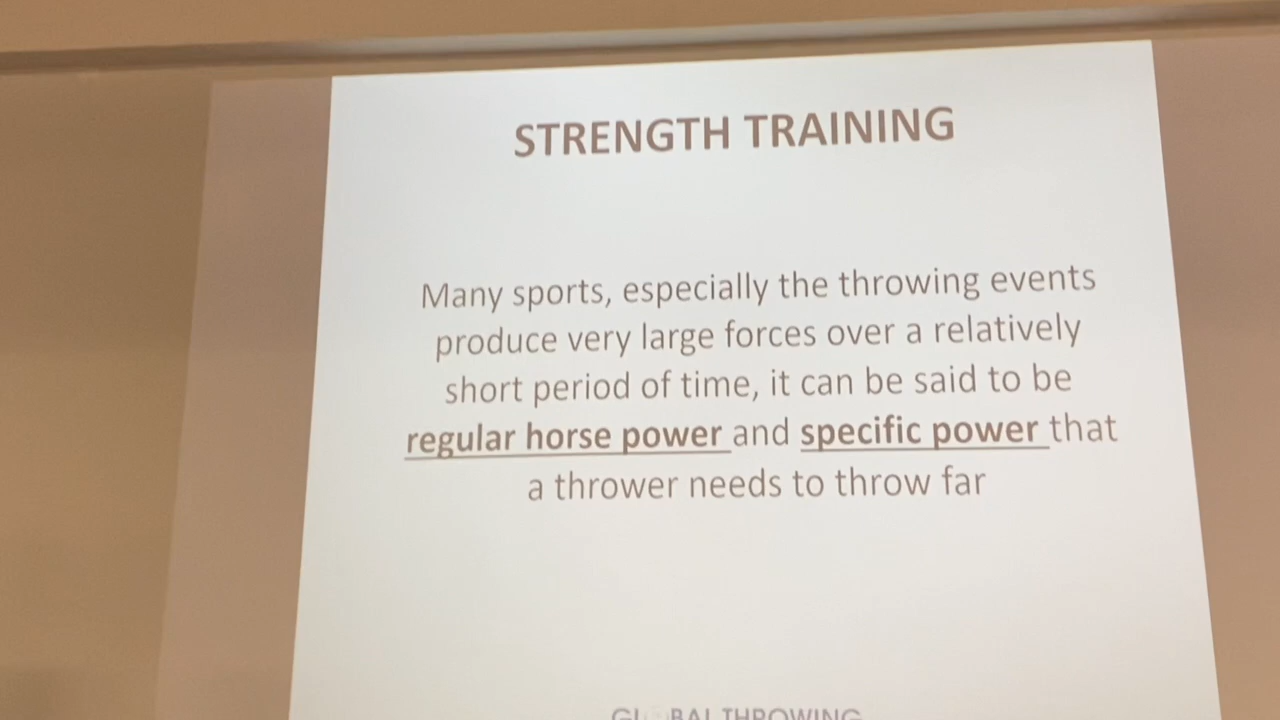 STRENGTH TRAINING
Many sports, especially the throwing events
produce very large forces over a relatively
short period of time, it can be said to be
regular horse power and specific power that
a thrower needs to throw far
GLOBAL THROWING